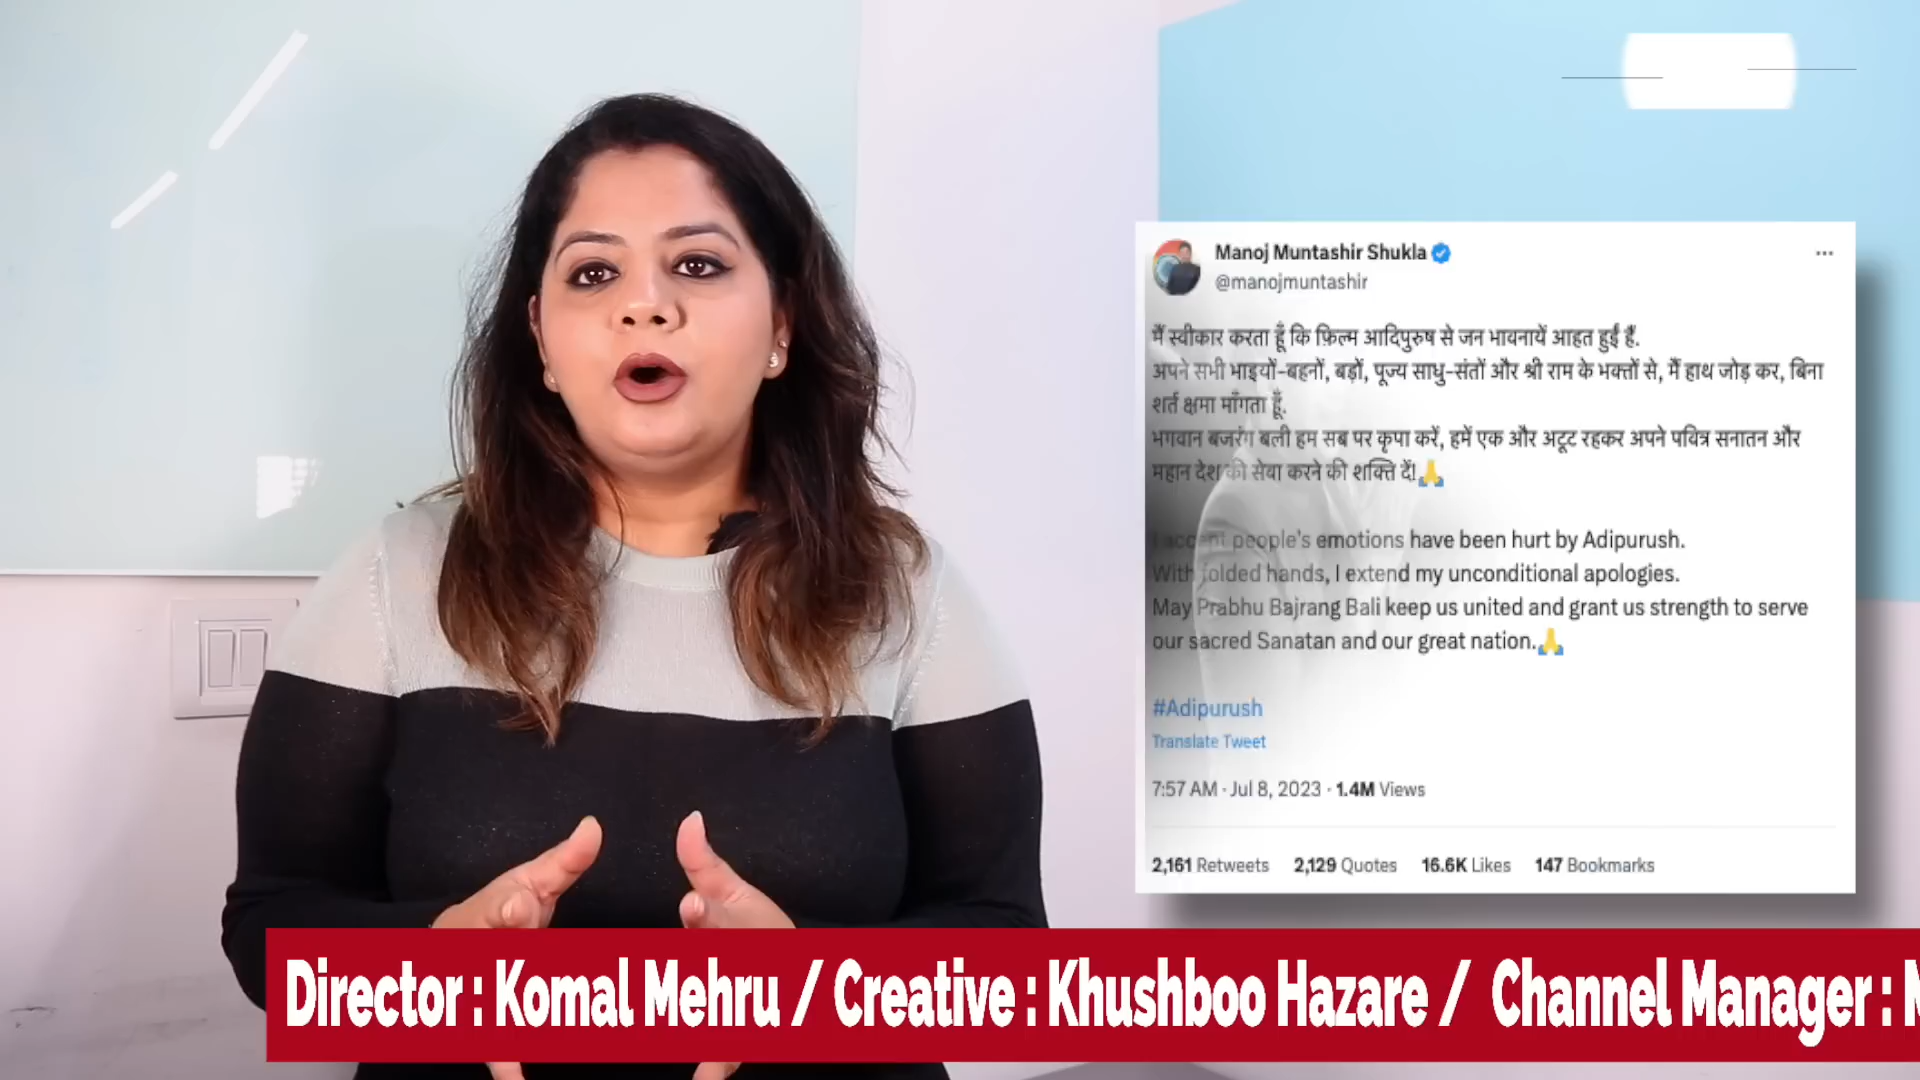 Manoj Muntashir Shukla
@manojmuntashir
मैं स्वीकार करता हूँ कि फ़िल्म आदिपुरुष से जन भावनायें आहत हुईं हैं.
अपने सभी भाइयों-बहनों, बड़ों, पूज्य साधु-संतों और श्री राम के भक्तों से, मैं हाथ जोड़ कर, बिना
शर्त क्षमा माँगता हूँ.
भगवान बजरंग बली हम सब पर कृपा करें, हमें एक और अटूट रहकर अपने पवित्र सनातन और
महान देश की सेवा करने की शक्ति दें!🙏
I accept people's emotions have been hurt by Adipurush.
With folded hands, I extend my unconditional apologies.
May Prabhu Bajrang Bali keep us united and grant us strength to serve
our sacred Sanatan and our great nation.🙏
#Adipurush
Translate Tweet
7:57 AM · Jul 8, 2023 · 1.4M Views
2,161 Retweets 2,129 Quotes 16.6K Likes 147 Bookmarks
Director : Komal Mehru / Creative : Khushboo Hazare / Channel Manager :